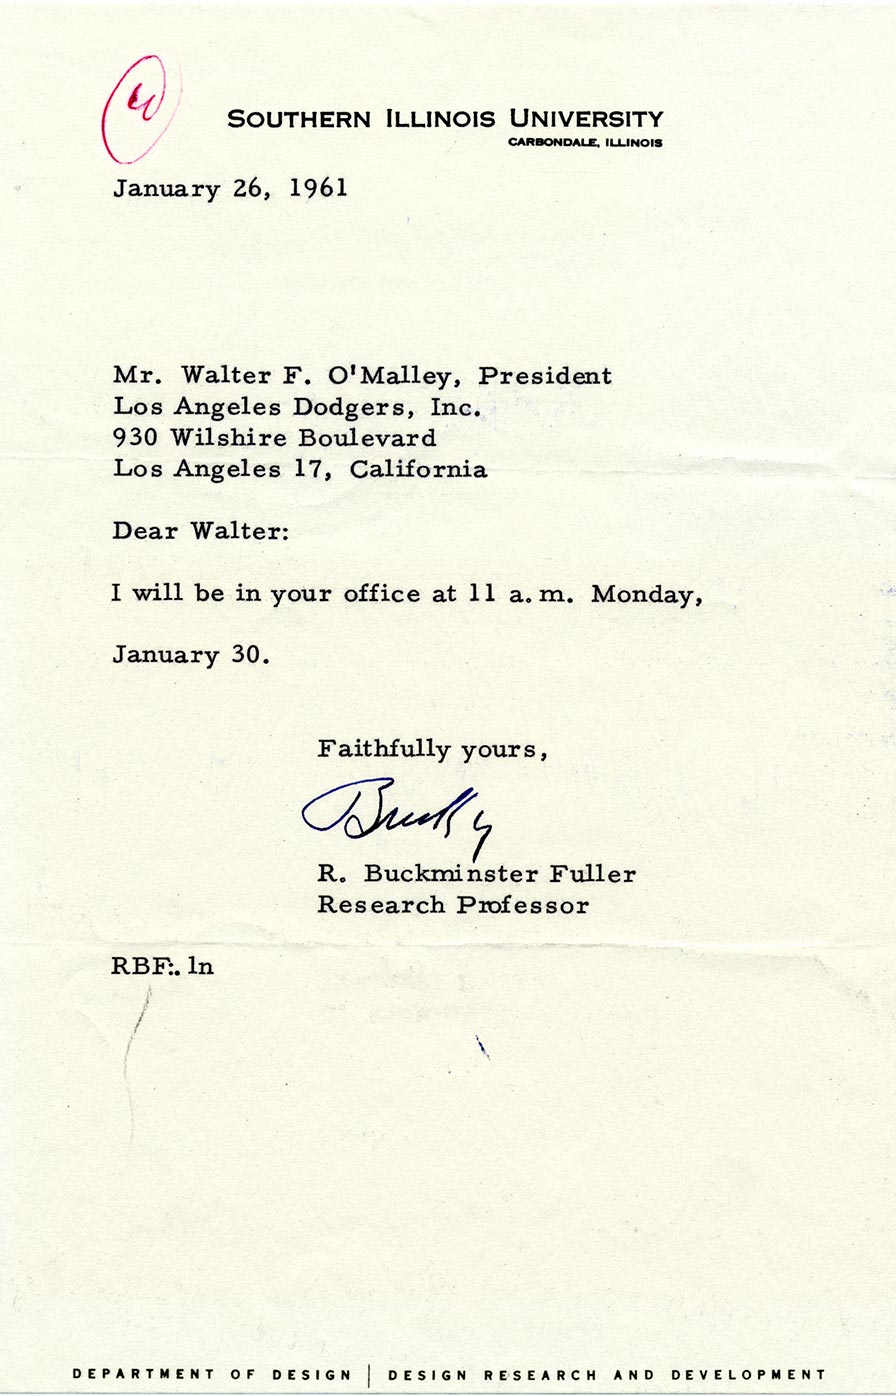 SOUTHERN ILLINOIS UNIVERSITY
CARBONDALE, ILLINOIS
January 26, 1961
Mr. Walter F. O'Malley, President
Los Angeles Dodgers, Inc.
930 Wilshire Boulevard
Los Angeles 17, California
Dear Walter:
I will be in your office at 11 a.m. Monday,
January 30.
Faithfully yours,
Bucky
R. Buckminster Fuller
Research Professor
RBF:.ln
DEPARTMENT OF DESIGN | DESIGN RESEARCH AND DEVELOPMENT